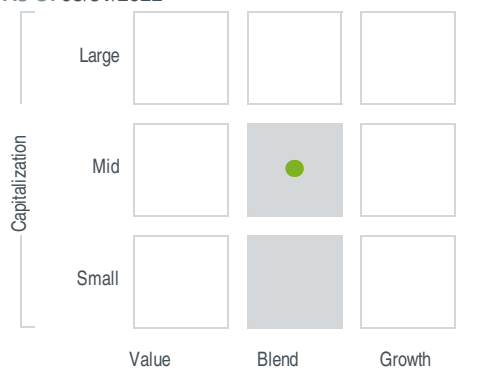 Large
Capitalization
Mid
Small
Value Blend Growth